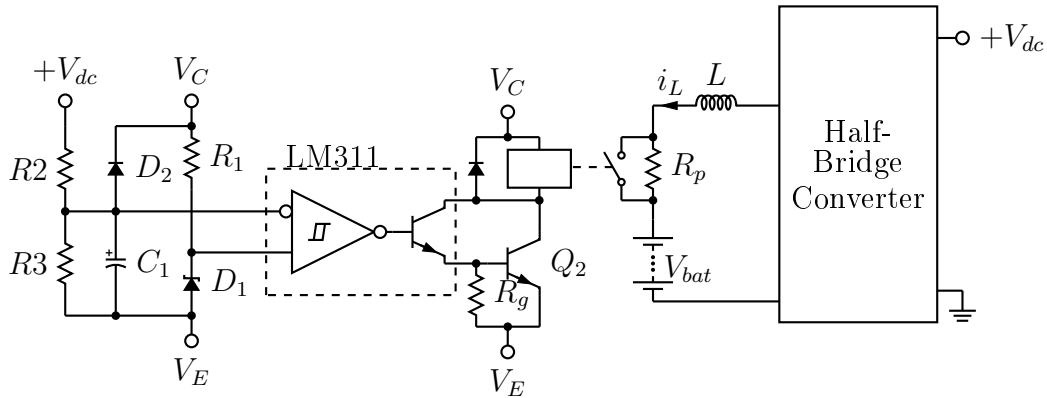 +V_dc
V_C
R2
D_2
R_1
R3
C_1
+
D_1
V_E
LM311
V_C
Q_2
R_g
V_E
i_L
L
R_p
V_bat
Half-
Bridge
Converter
+V_dc